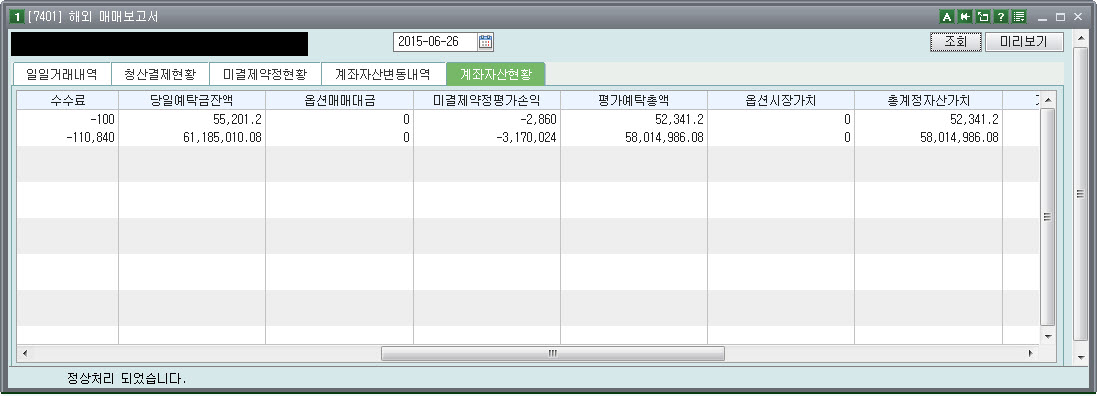 1 [7401] 해외 매매보고서 A ?
2015-06-26 조회 미리보기
일일거래내역 청산결제현황 미결제약정현황 계좌자산변동내역 계좌자산현황
수수료 당일예탁금잔액 옵션매매대금 미결제약정평가손익 평가예탁총액 옵션시장가치 총계정자산가치
-100 55,201.2 0 -2,860 52,341.2 0 52,341.2
-110,840 61,185,010.08 0 -3,170,024 58,014,986.08 0 58,014,986.08
정상처리 되었습니다.